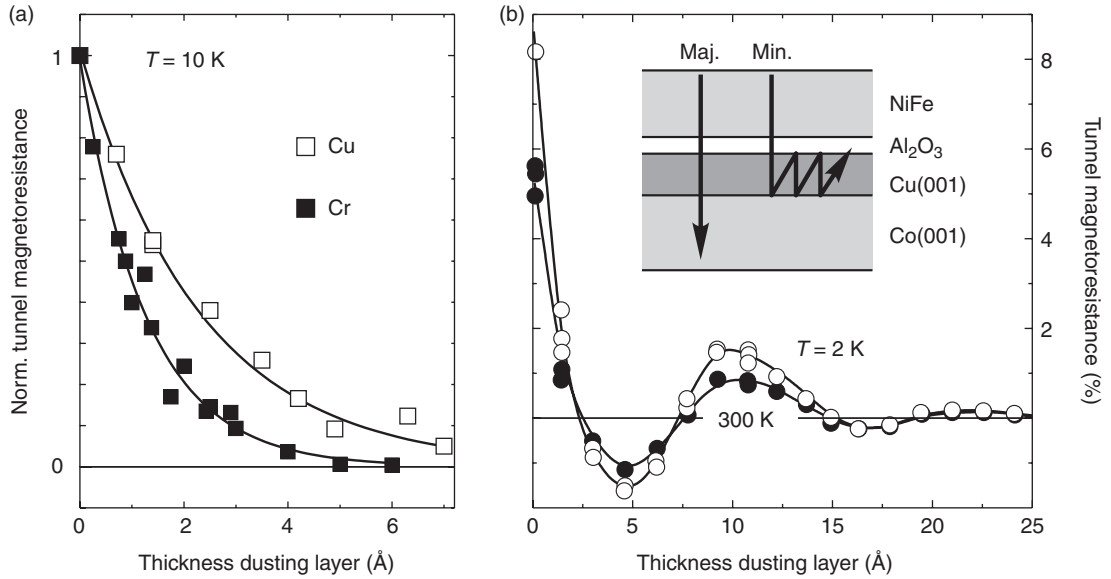 (a)
T = 10 K
Cu
Cr
1
0
Norm. tunnel magnetoresistance
0 2 4 6
Thickness dusting layer (Å)
(b)
Maj. Min.
NiFe
Al₂O₃
Cu(001)
Co(001)
T = 2 K
300 K
8
6
4
2
Tunnel magnetoresistance (%)
0 5 10 15 20 25
Thickness dusting layer (Å)